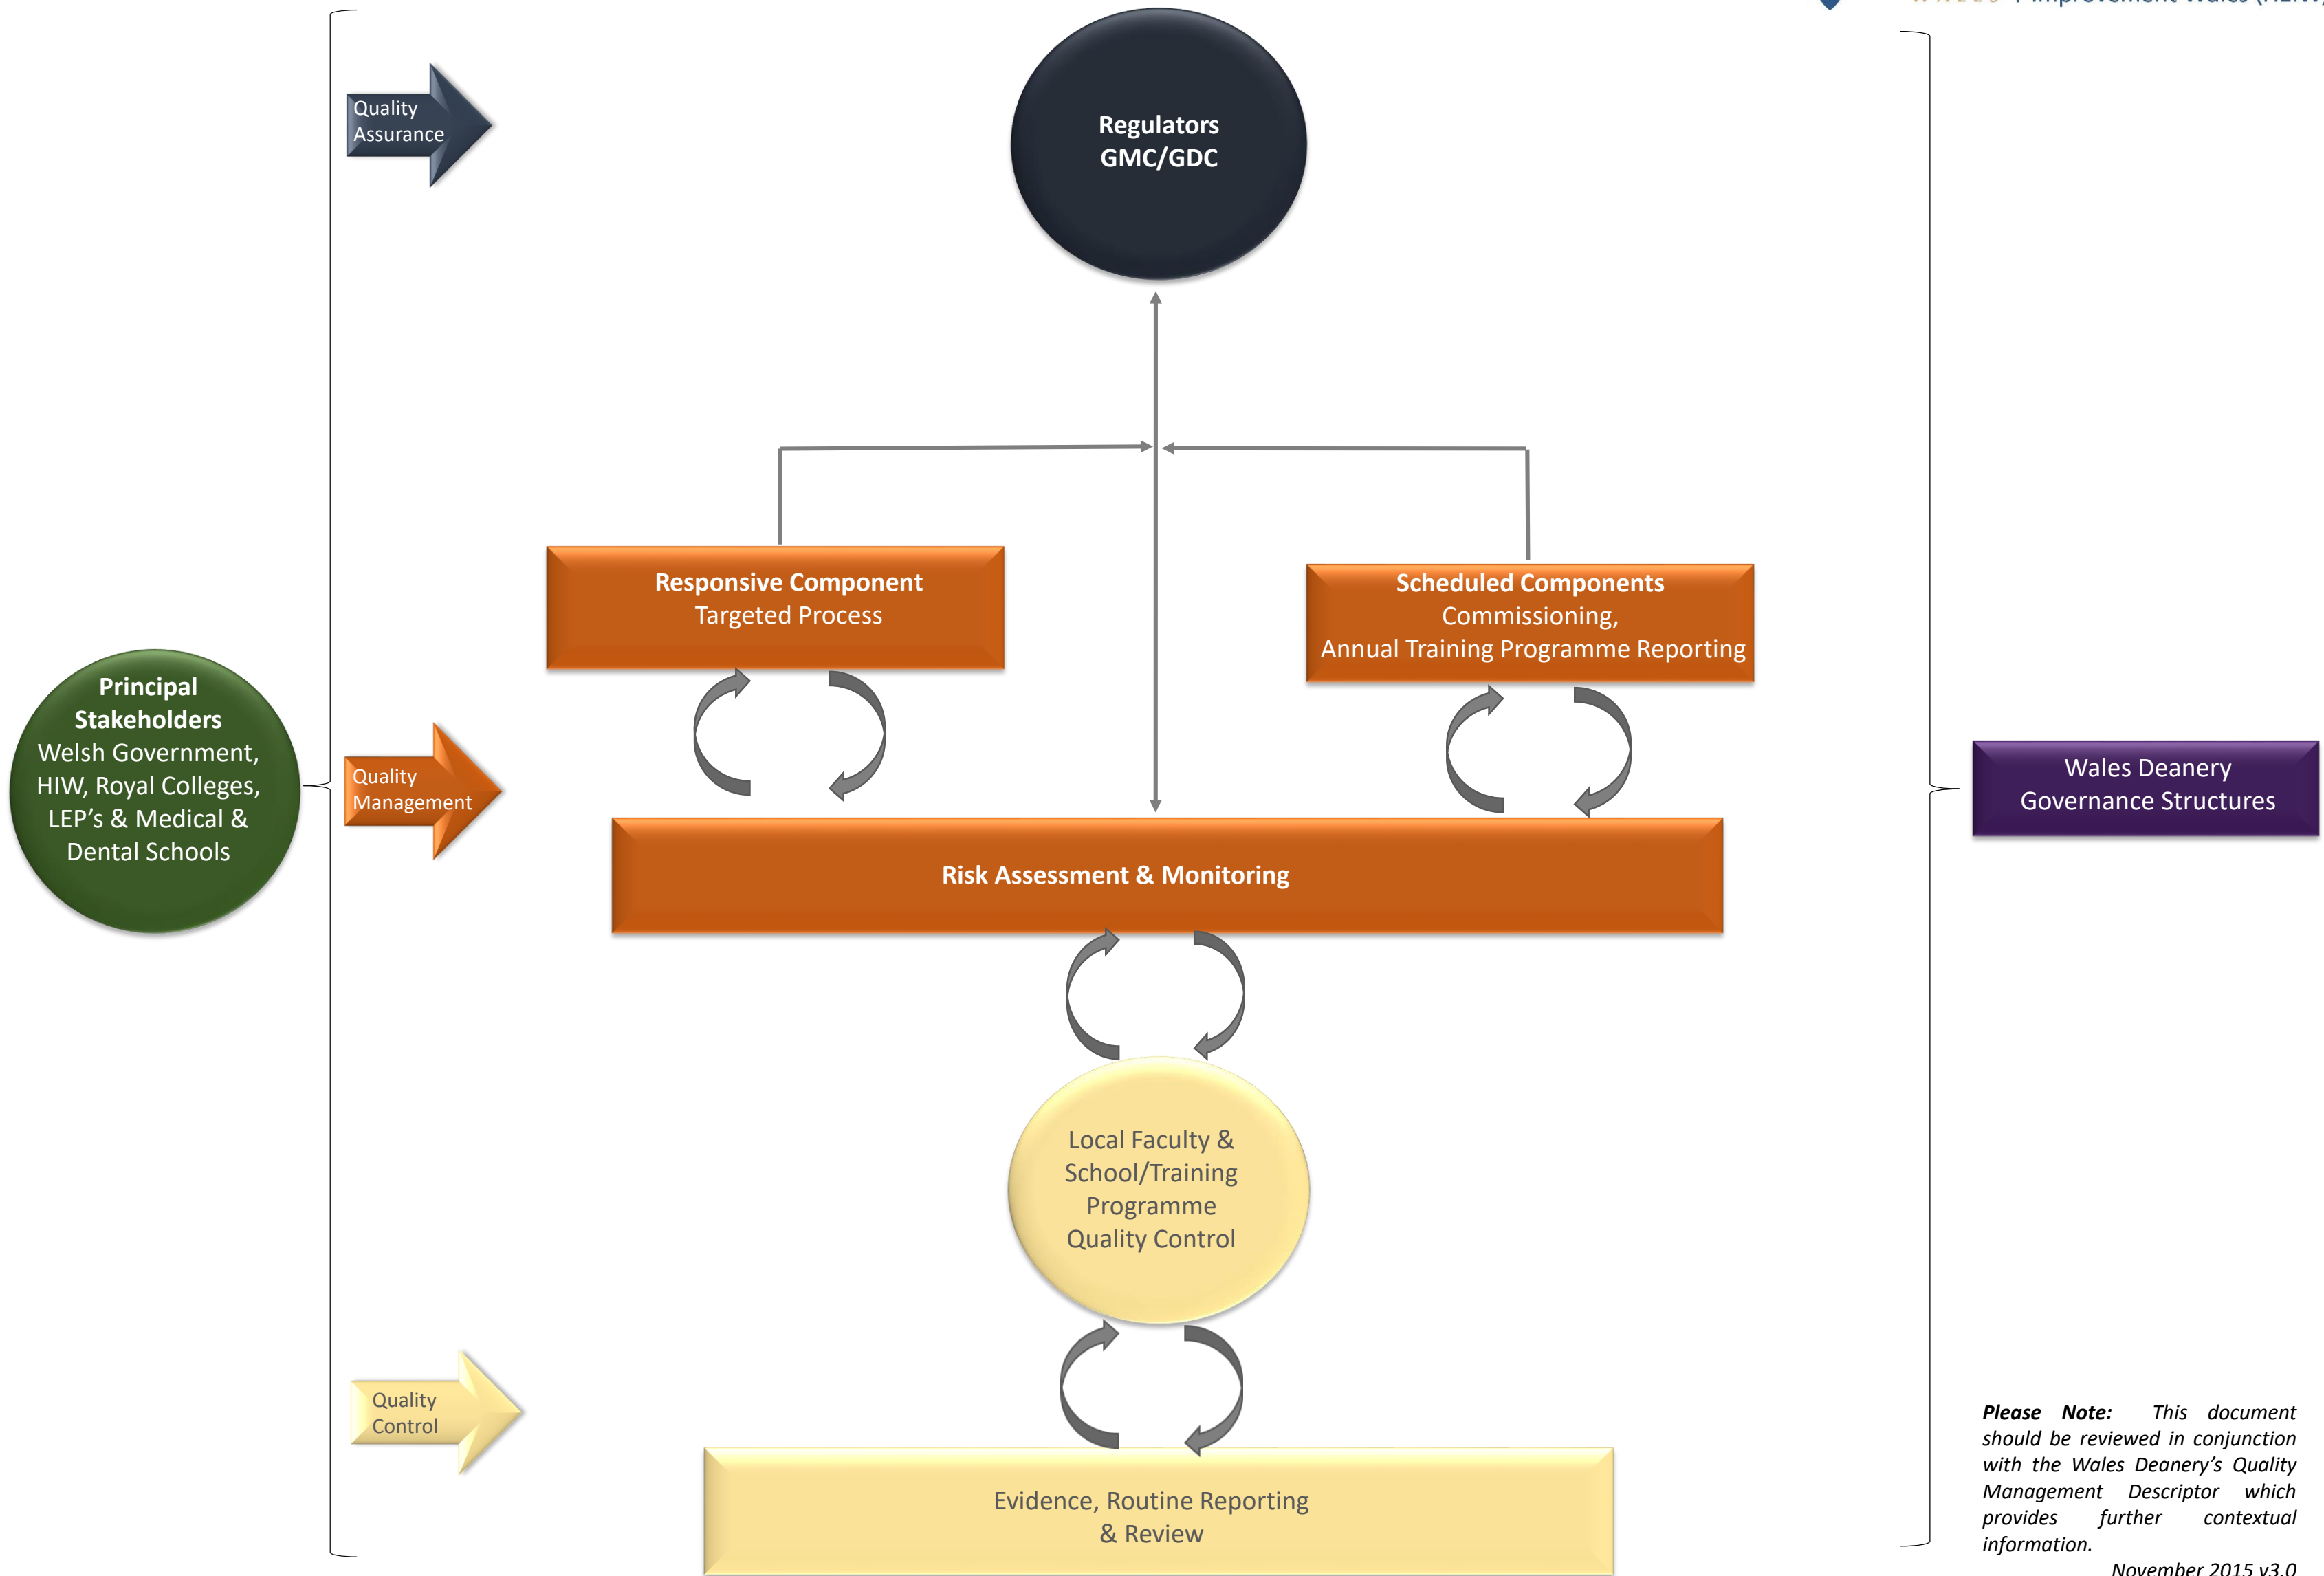 Improvement Wales (HEIW)
Quality
Assurance
Regulators
GMC/GDC
Responsive Component
Targeted Process
Scheduled Components
Commissioning,
Annual Training Programme Reporting
Principal
Stakeholders
Welsh Government,
HIW, Royal Colleges,
LEP's & Medical &
Dental Schools
Quality
Management
Wales Deanery
Governance Structures
Risk Assessment & Monitoring
Local Faculty &
School/Training
Programme
Quality Control
Quality
Control
Evidence, Routine Reporting
& Review
Please Note: This document
should be reviewed in conjunction
with the Wales Deanery's Quality
Management Descriptor which
provides further contextual
information.
November 2015 v3.0